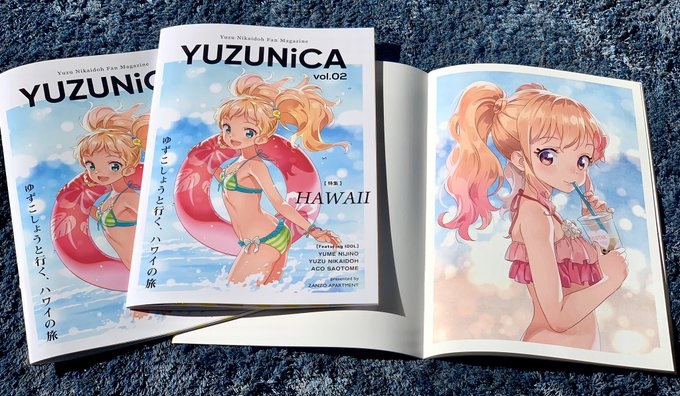 Yuzu Nikaidoh Fan Magazine
YUZUNiC
ゆずこしょうと行く、ハワイの旅
Yuzu Nikaidoh Fan Magazine
YUZUNiCA
vol.02
ゆずこしょうと行く、ハワイの旅
[特集]
HAWAII
[Featuring IDOL]
YUME NIJINO
YUZU NIKAIDOH
ACO SAOTOME
presented by
ZANZO APARTMENT